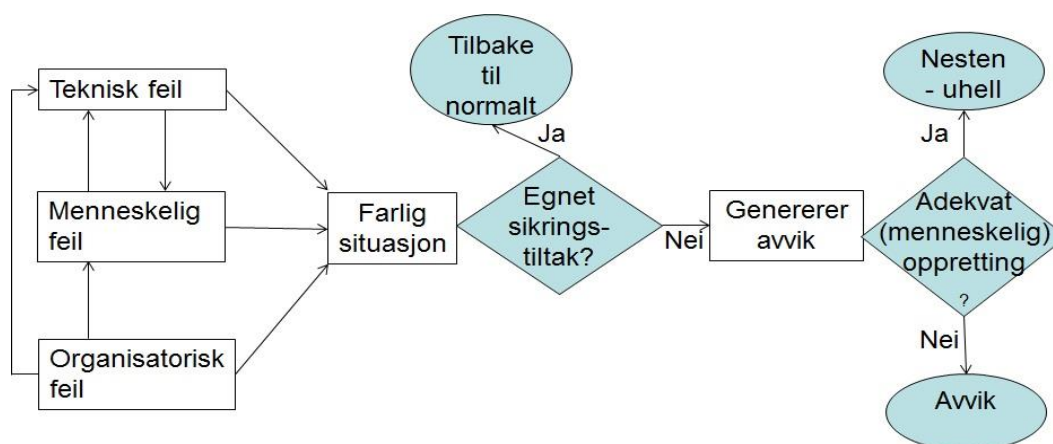 Teknisk feil
Menneskelig
feil
Organisatorisk
feil
Farlig
situasjon
Tilbake
til
normalt
Ja
Egnet
sikrings-
tiltak?
Nei
Genererer
avvik
Nesten
- uhell
Ja
Adekvat
(menneskelig)
oppretting
?
Nei
Avvik